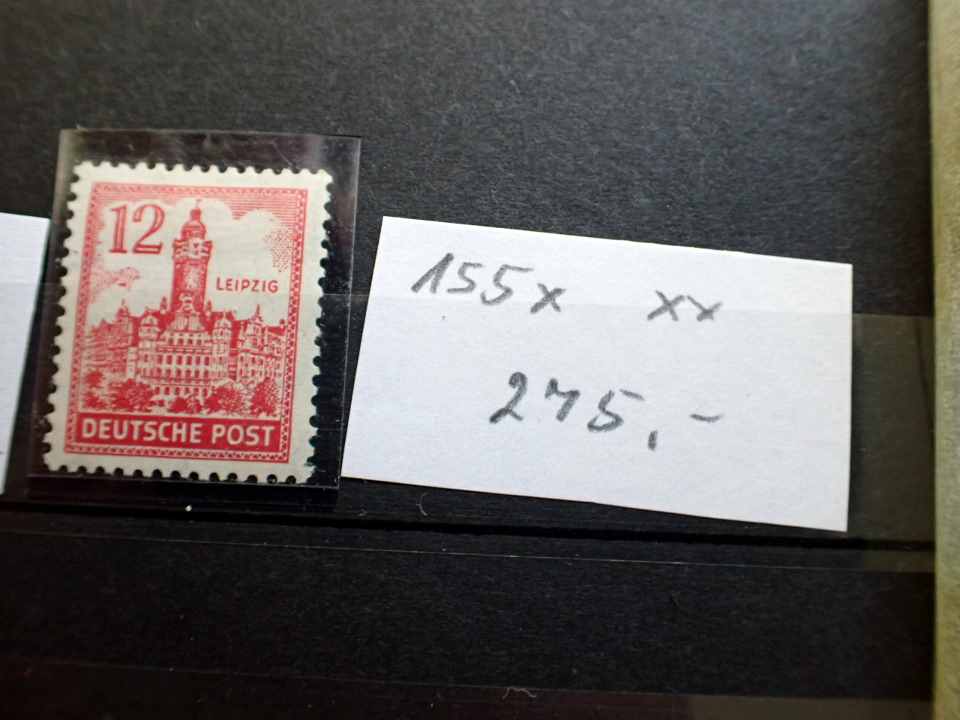 12
LEIPZIG
DEUTSCHE POST
155x xx
275,-